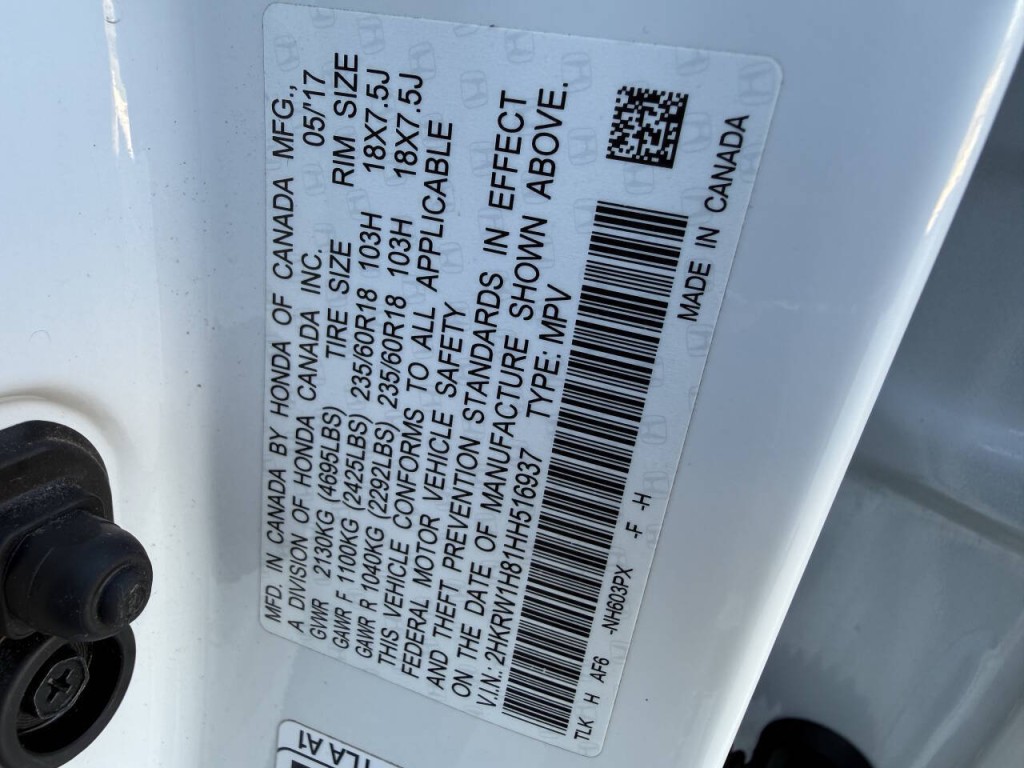 MFD. IN CANADA BY HONDA OF CANADA MFG.,
A DIVISION OF HONDA CANADA INC. 05/'17
GVWR 2130KG (4695LBS) TIRE SIZE RIM SIZE
GAWR F 1100KG (2425LBS) 235/60R18 103H 18X7.5J
GAWR R 1040KG (2292LBS) 235/60R18 103H 18X7.5J
THIS VEHICLE CONFORMS TO ALL APPLICABLE
FEDERAL MOTOR VEHICLE SAFETY
AND THEFT PREVENTION STANDARDS IN EFFECT
ON THE DATE OF MANUFACTURE SHOWN ABOVE.
V.I.N.: 2HKRW1H81HH516937 TYPE: MPV
TLK H AF6 -NH603PX -F -H
MADE IN CANADA
TLA A1